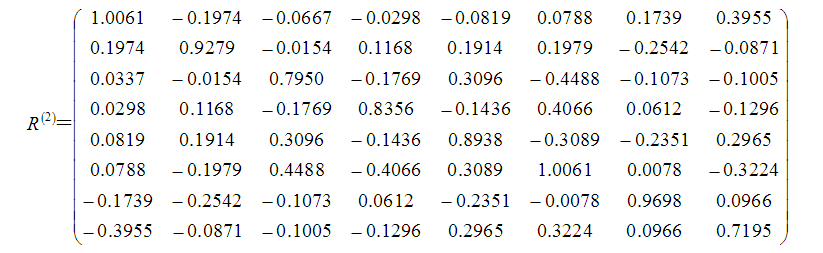 1.0061 −0.1974 −0.0667 −0.0298 −0.0819 0.0788 0.1739 0.3955
0.1974 0.9279 −0.0154 0.1168 0.1914 0.1979 −0.2542 −0.0871
0.0337 −0.0154 0.7950 −0.1769 0.3096 −0.4488 −0.1073 −0.1005
R(2)= 0.0298 0.1168 −0.1769 0.8356 −0.1436 0.4066 0.0612 −0.1296
0.0819 0.1914 0.3096 −0.1436 0.8938 −0.3089 −0.2351 0.2965
0.0788 −0.1979 0.4488 −0.4066 0.3089 1.0061 0.0078 −0.3224
−0.1739 −0.2542 −0.1073 0.0612 −0.2351 −0.0078 0.9698 0.0966
−0.3955 −0.0871 −0.1005 −0.1296 0.2965 0.3224 0.0966 0.7195